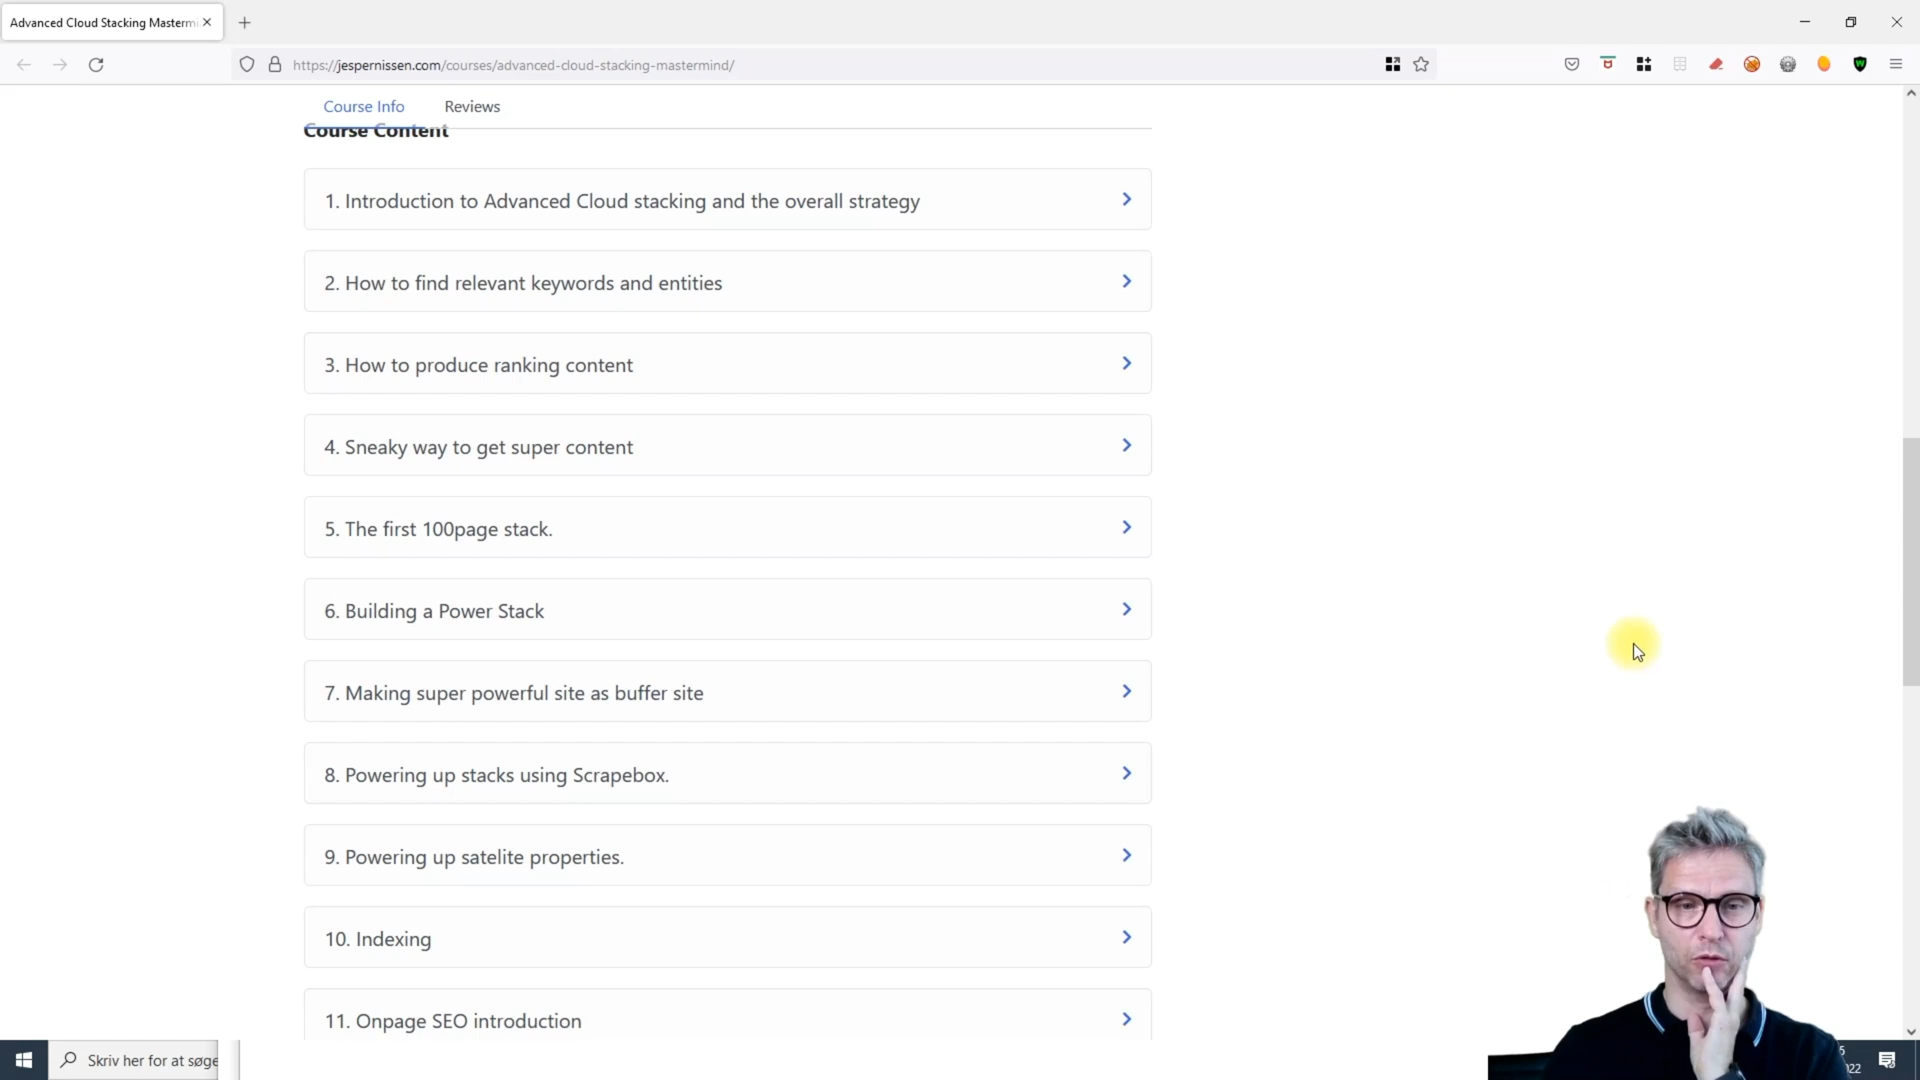 Advanced Cloud Stacking Masterm
https://jespernissen.com/courses/advanced-cloud-stacking-mastermind/
Course Info
Reviews
Course Content
1. Introduction to Advanced Cloud stacking and the overall strategy
2. How to find relevant keywords and entities
3. How to produce ranking content
4. Sneaky way to get super content
5. The first 100page stack.
6. Building a Power Stack
7. Making super powerful site as buffer site
8. Powering up stacks using Scrapebox.
9. Powering up satelite properties.
10. Indexing
11. Onpage SEO introduction
Skriv her for at søge
5
022